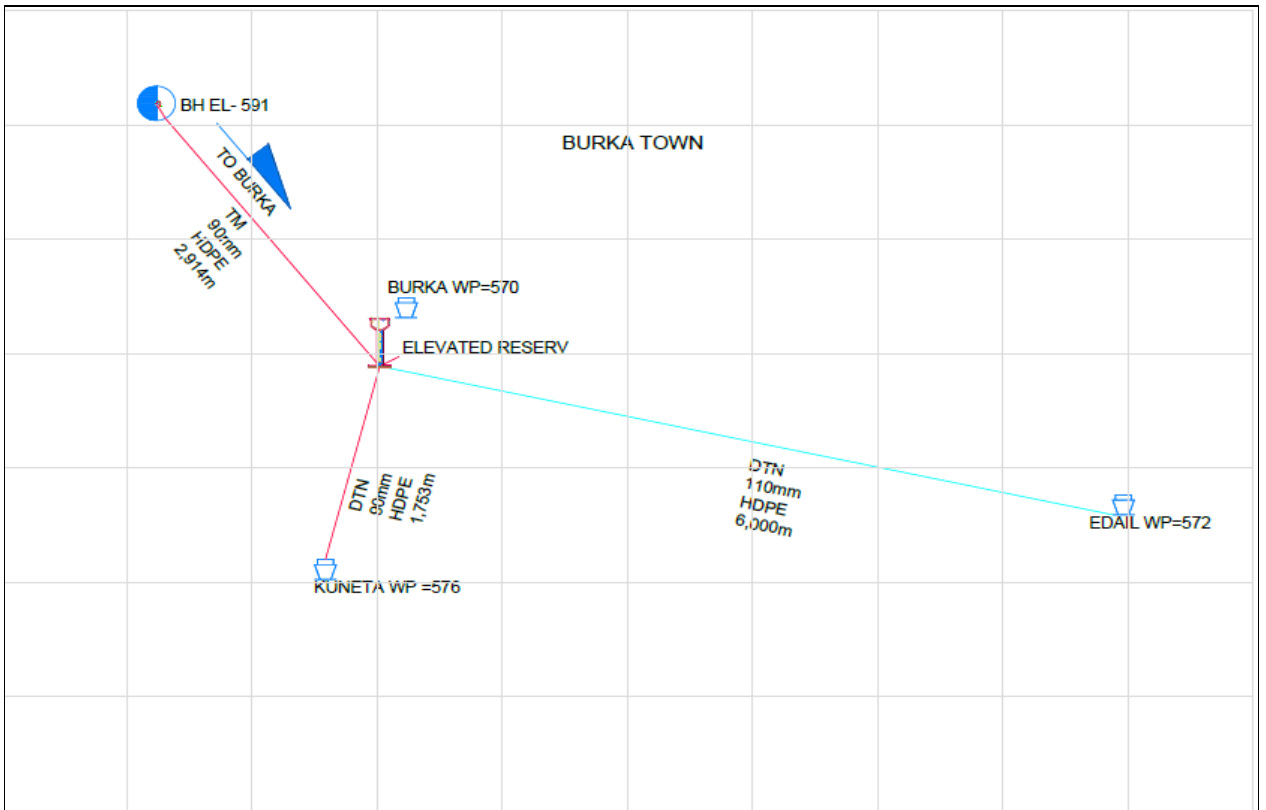 BH EL- 591
BURKA TOWN
TO BURKA
TM
90mm
HDPE
2,914m
BURKA WP=570
ELEVATED RESERV
DTN
90mm
HDPE
1,753m
DTN
110mm
HDPE
6,000m
EDAIL WP=572
KUNETA WP =576